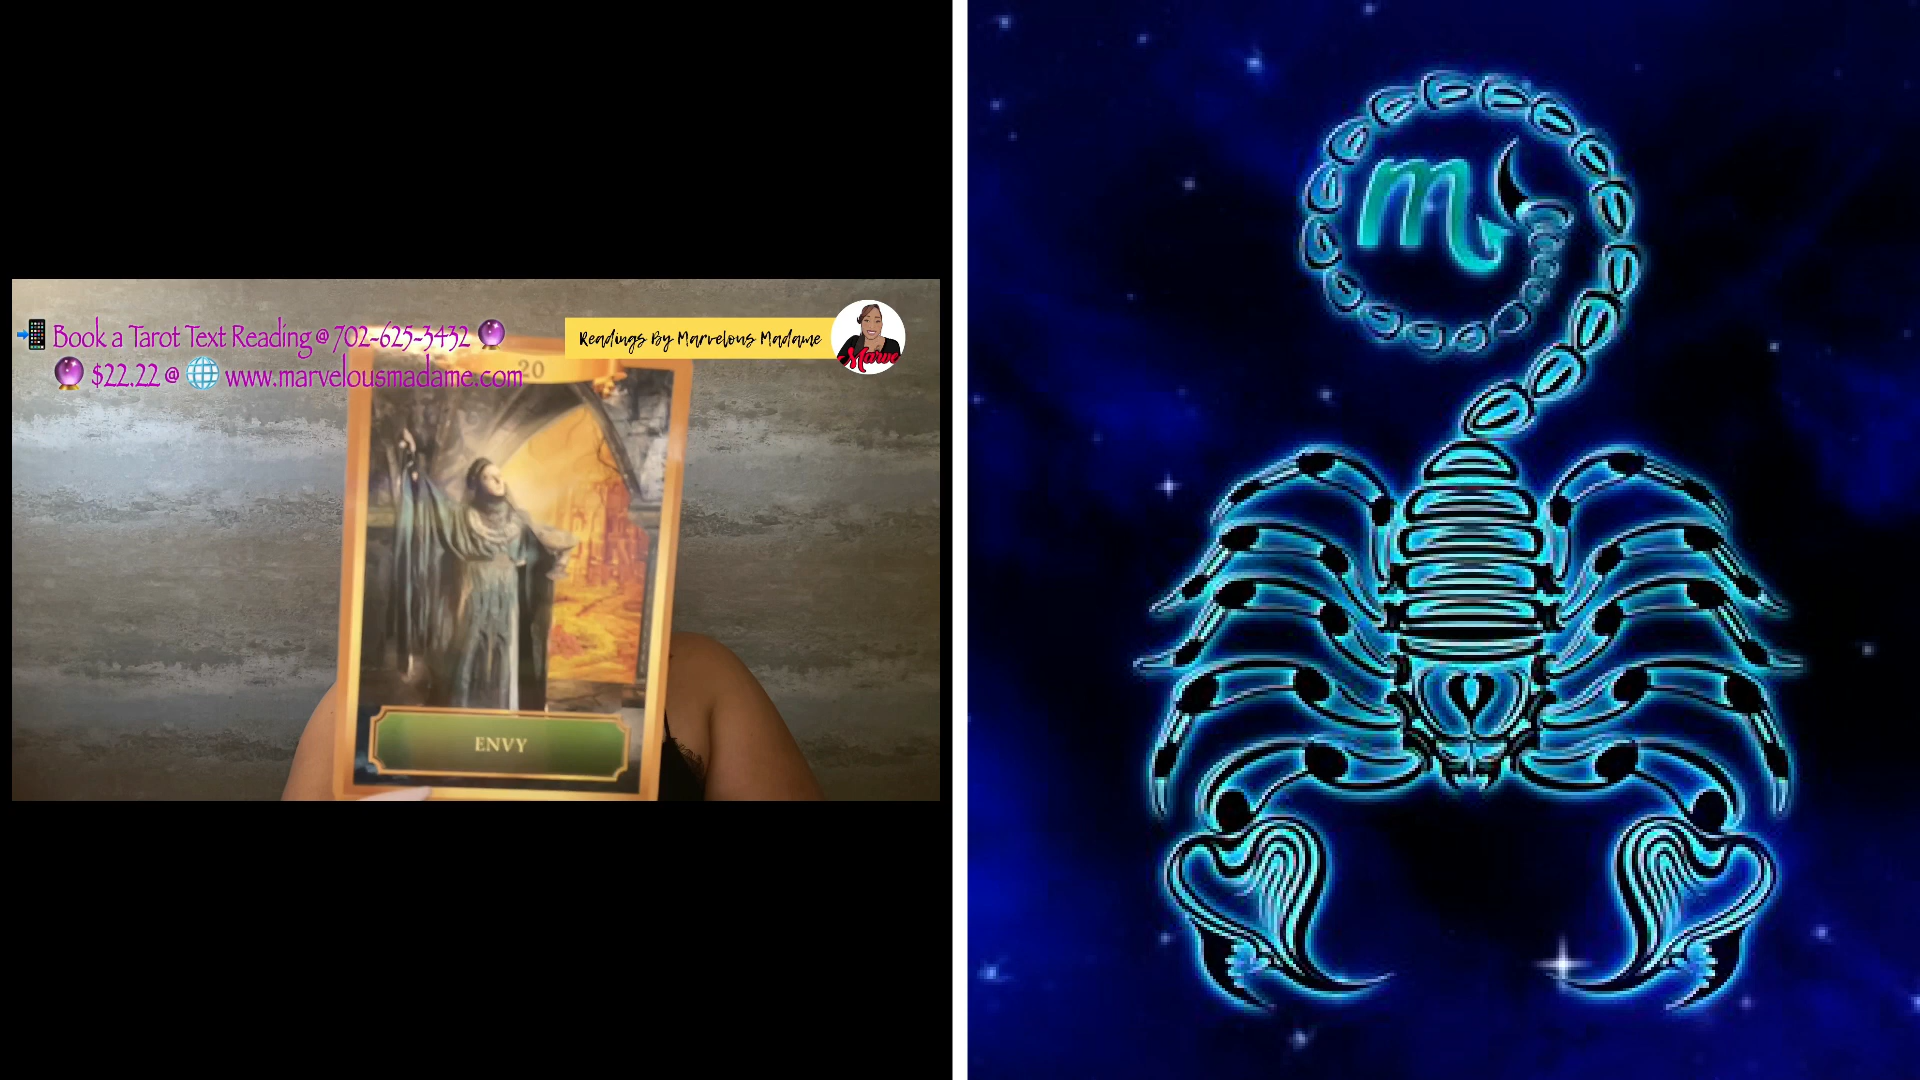 Book a Tarot Text Reading @ 702-625-3432
$22.22 @ www.marvelousmadame.com
Readings By Marvelous Madame
Marve
20
ENVY